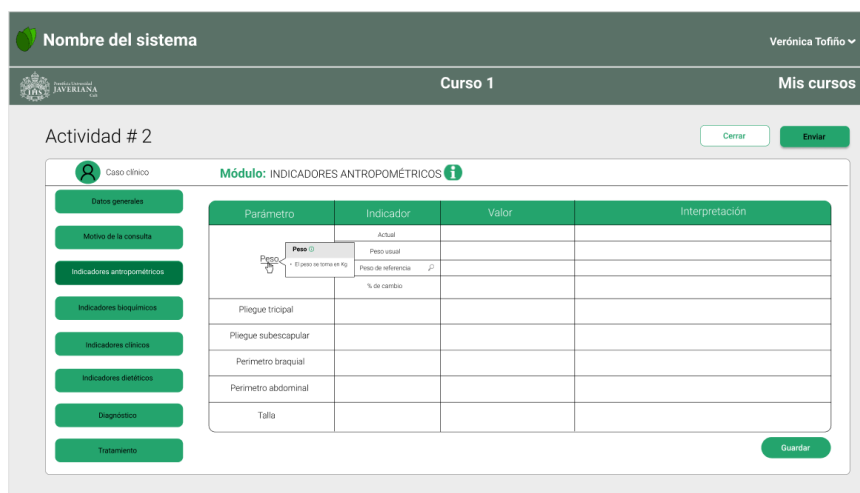 Nombre del sistema
Verónica Tofiño
Pontificia Universidad
JAVERIANA
Cali
Curso 1
Mis cursos
Actividad # 2
Cerrar
Enviar
Caso clínico
Módulo: INDICADORES ANTROPOMÉTRICOS
Datos generales
Motivo de la consulta
Indicadores antropométricos
Indicadores bioquímicos
Indicadores clínicos
Indicadores dietéticos
Diagnóstico
Tratamiento
Parámetro Indicador Valor Interpretación
Actual
Peso
Peso usual
Peso
El peso se toma en Kg
Peso de referencia
% de cambio
Pliegue tricipal
Pliegue subescapular
Perimetro braquial
Perimetro abdominal
Talla
Guardar